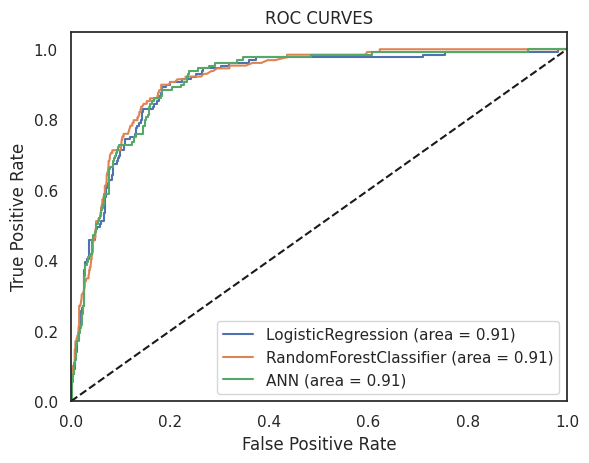 ROC CURVES
True Positive Rate
1.0
0.8
0.6
0.4
0.2
0.0
LogisticRegression (area = 0.91)
RandomForestClassifier (area = 0.91)
ANN (area = 0.91)
0.0 0.2 0.4 0.6 0.8 1.0
False Positive Rate